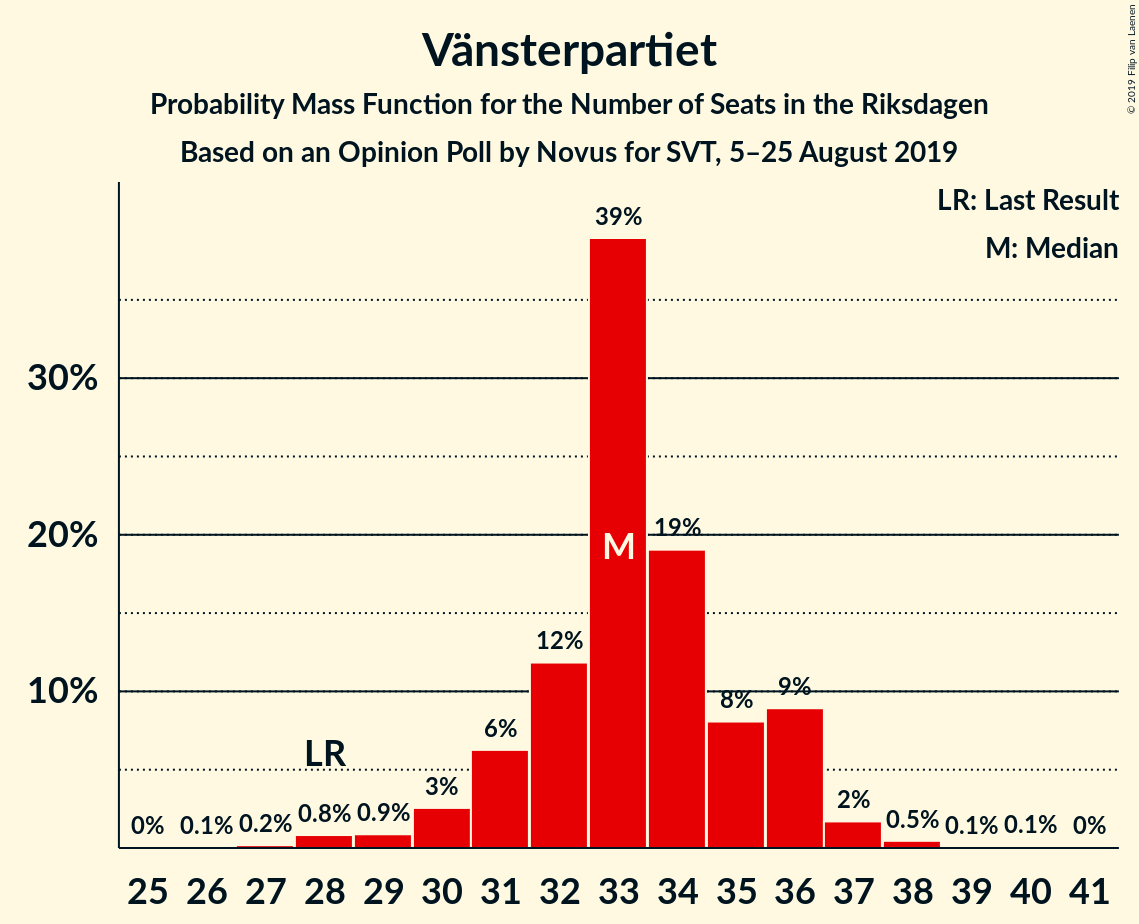 Vänsterpartiet
Probability Mass Function for the Number of Seats in the Riksdagen
Based on an Opinion Poll by Novus for SVT, 5–25 August 2019
© 2019 Filip van Laenen
LR: Last Result
M: Median
30%
20%
10%
0%
0.1%
0.2%
0.8%
0.9%
3%
6%
12%
39%
19%
8%
9%
2%
0.5%
0.1%
0.1%
0%
LR
M
25 26 27 28 29 30 31 32 33 34 35 36 37 38 39 40 41